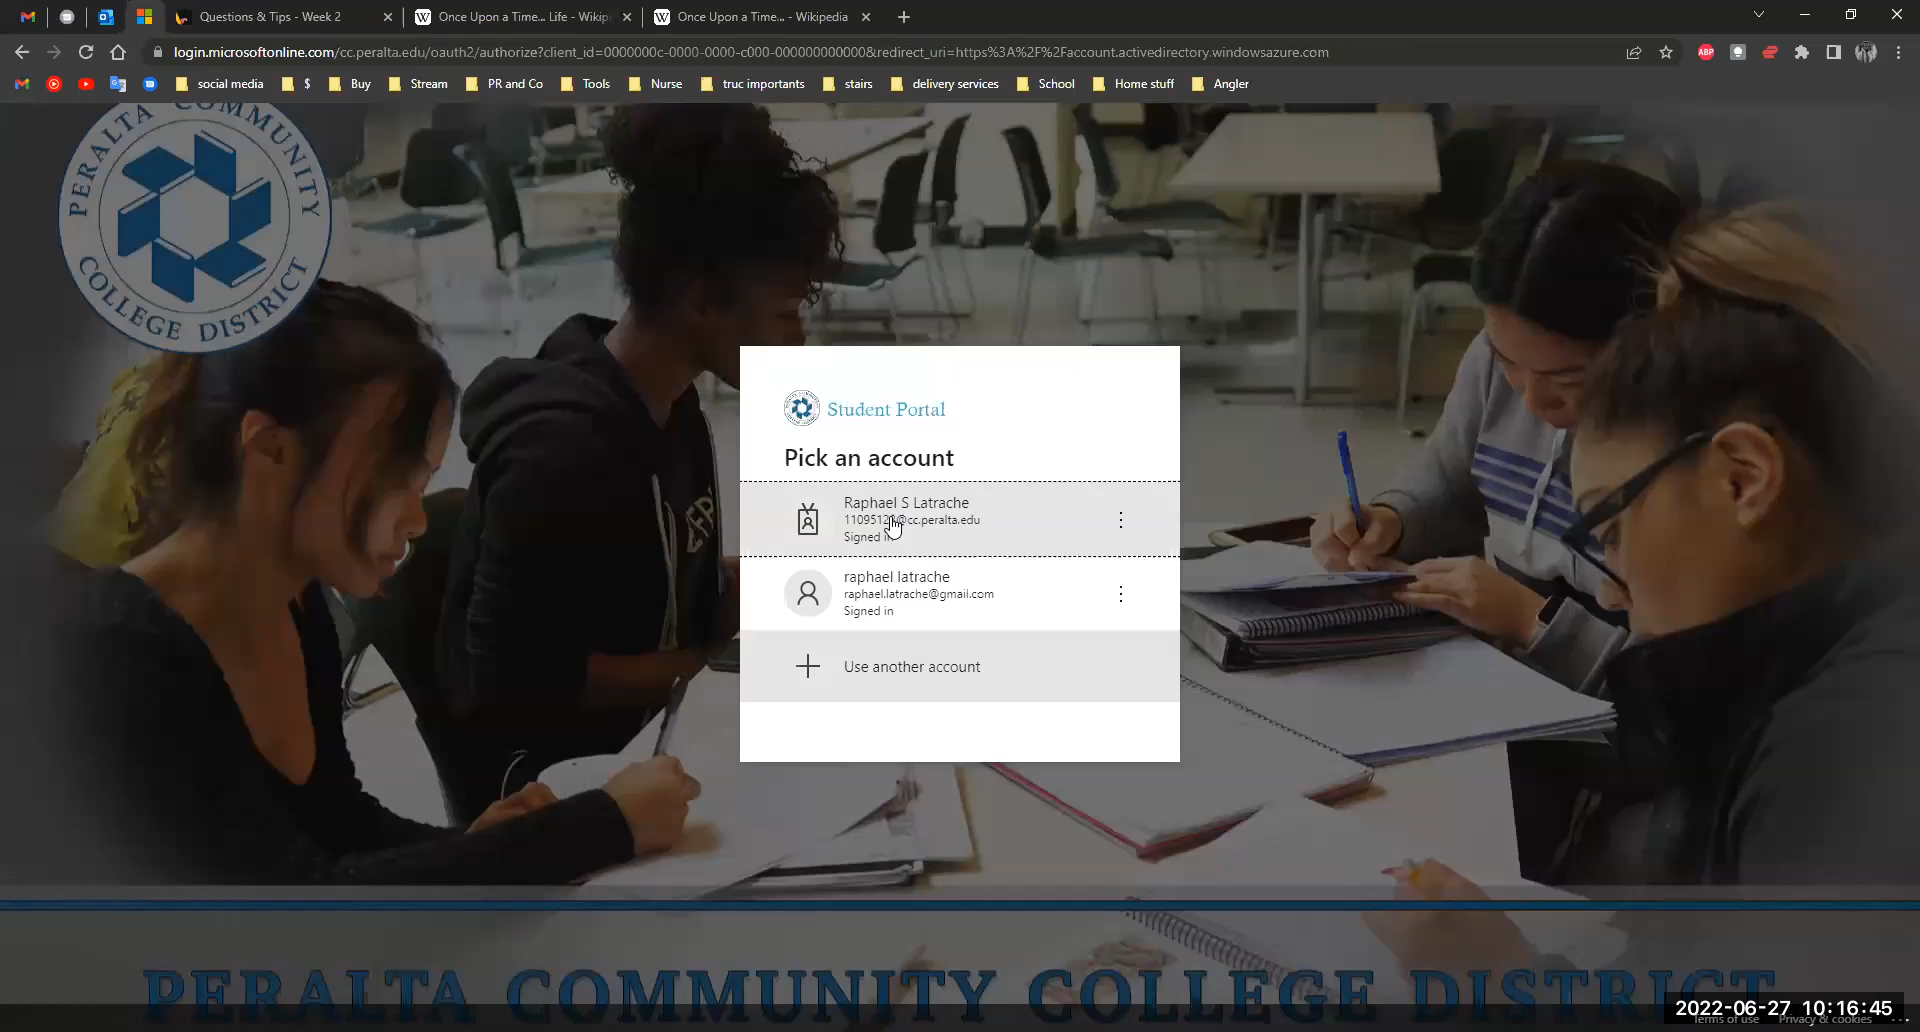 Questions & Tips - Week 2
Once Upon a Time... Life - Wikip
Once Upon a Time... - Wikipedia
login.microsoftonline.com/cc.peralta.edu/oauth2/authorize?client_id=0000000c-0000-0000-c000-000000000000&redirect_uri=https%3A%2F%2Faccount.activedirectory.windowsazure.com
ABP
social media
$
Buy
Stream
PR and Co
Tools
Nurse
truc importants
stairs
delivery services
School
Home stuff
Angler
PERALTA COMMUNITY
COLLEGE DISTRICT
Student Portal
Pick an account
Raphael S Latrache
@cc.peralta.edu
Signed in
raphael latrache
raphael.latrache@gmail.com
Signed in
Use another account
PERALTA COMMUNITY COLLEGE DISTRICT
2022-06-27 10:16:45
Terms of use
Privacy & cookies